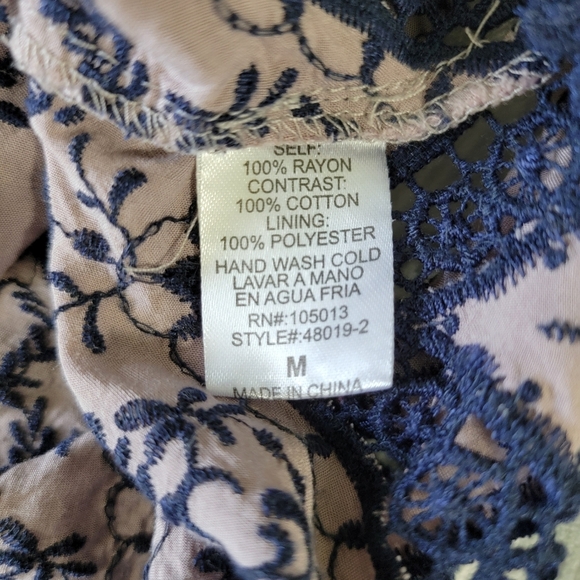 SELF:
100% RAYON
CONTRAST:
100% COTTON
LINING:
100% POLYESTER
HAND WASH COLD
LAVAR A MANO
EN AGUA FRIA
RN#:105013
STYLE#:48019-2
M
MADE IN CHINA